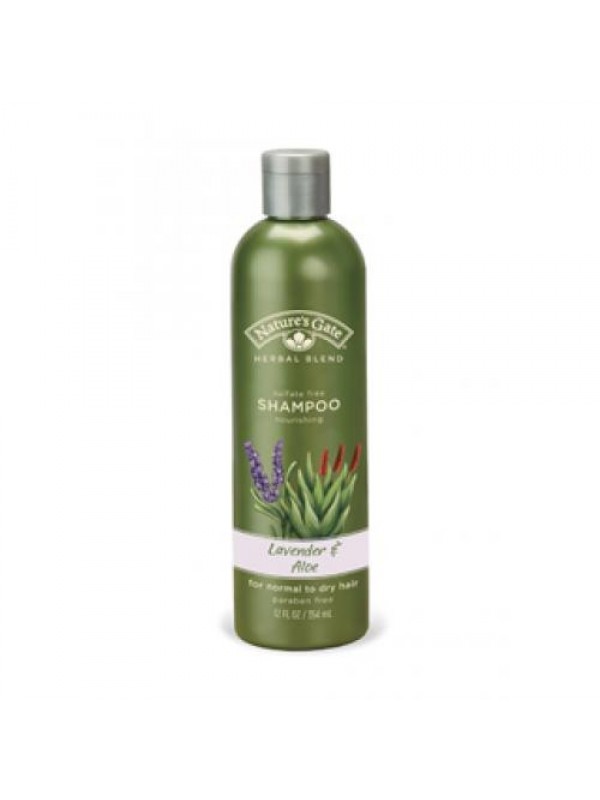 Nature's Gate
HERBAL BLEND
sulfate free
SHAMPOO
nourishing
Lavender &
Aloe
for normal to dry hair
paraben free
12 FL OZ / 354 mL